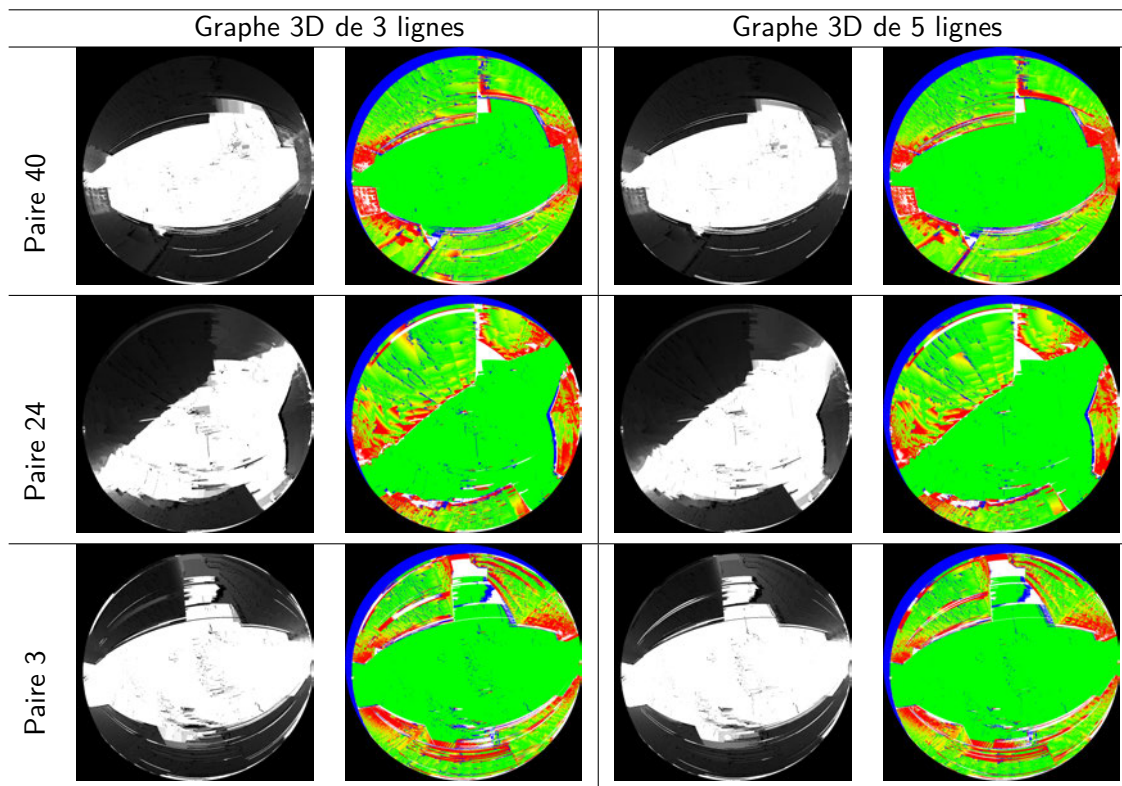 Graphe 3D de 3 lignes
Graphe 3D de 5 lignes
Paire 40
Paire 24
Paire 3